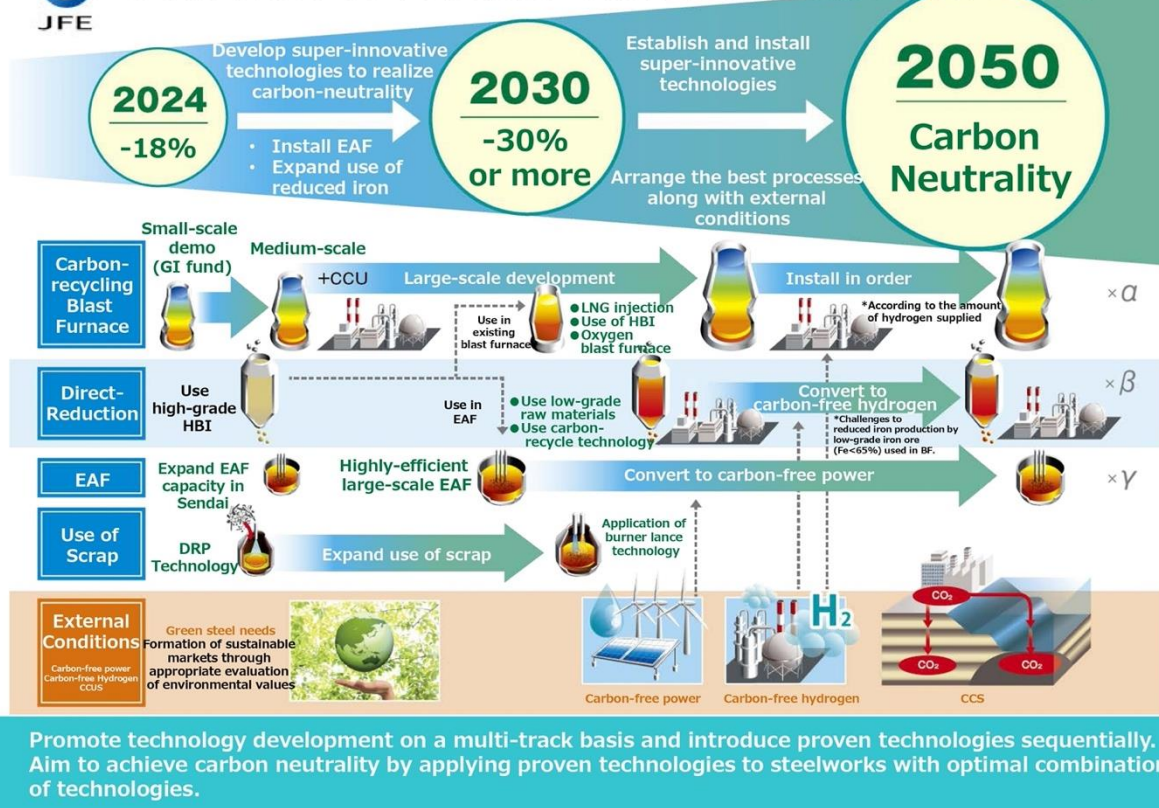 JFE
2024
-18%
Develop super-innovative
technologies to realize
carbon-neutrality
• Install EAF
• Expand use of
reduced iron
2030
-30%
or more
Establish and install
super-innovative
technologies
Arrange the best processes
along with external
conditions
2050
Carbon
Neutrality
Carbon-
recycling
Blast
Furnace
Small-scale
demo
(GI fund)
Medium-scale
+CCU
Large-scale development
Use in
existing
blast furnace
●LNG injection
●Use of HBI
●Oxygen
blast furnace
Install in order
*According to the amount
of hydrogen supplied
×α
Direct-
Reduction
Use
high-grade
HBI
Use in
EAF
●Use low-grade
raw materials
●Use carbon-
recycle technology
Convert to
carbon-free hydrogen
*Challenges to
reduced iron production by
low-grade iron ore
(Fe<65%) used in BF.
×β
EAF
Expand EAF
capacity in
Sendai
Highly-efficient
large-scale EAF
Convert to carbon-free power
×γ
Use of
Scrap
DRP
Technology
Expand use of scrap
Application of
burner lance
technology
External
Conditions
Carbon-free power
Carbon-free Hydrogen
CCUS
Green steel needs
Formation of sustainable
markets through
appropriate evaluation
of environmental values
Carbon-free power
H2
Carbon-free hydrogen
CO2
CO2
CO2
CCS
Promote technology development on a multi-track basis and introduce proven technologies sequentially.
Aim to achieve carbon neutrality by applying proven technologies to steelworks with optimal combination
of technologies.